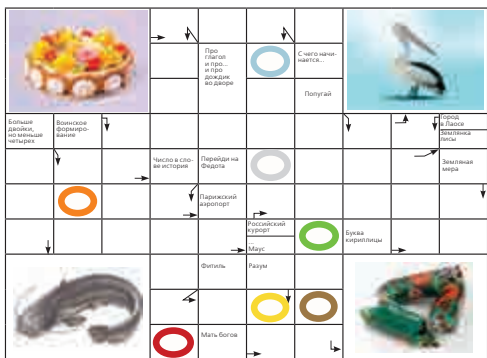 Про
глагол
и про...
и про
дождик
во дворе
С чего начи-
нается...
Попугай
Больше
двойки,
но меньше
четырех
Воинское
формиро-
вание
Город
в Лаосе
Землянка
лисы
Число в сло-
ве история
Перейди на
Федота
Земляная
мера
Парижский
аэропорт
Российский
курорт
...
Маус
Буква
кириллицы
Фитиль
Разум
Мать богов